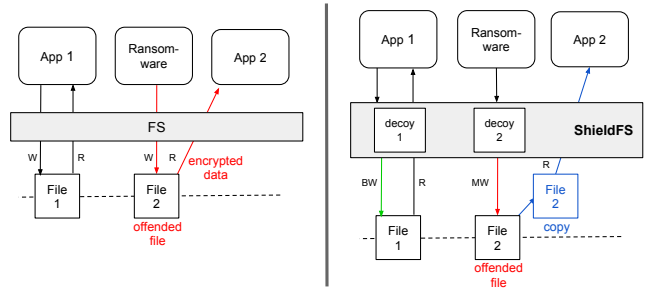 App 1
Ransom-
ware
App 2
FS
W
R
W
R
encrypted
data
File
1
File
2
offended
file
App 1
Ransom-
ware
App 2
decoy
1
decoy
2
ShieldFS
BW
R
MW
R
File
2
copy
File
1
File
2
offended
file